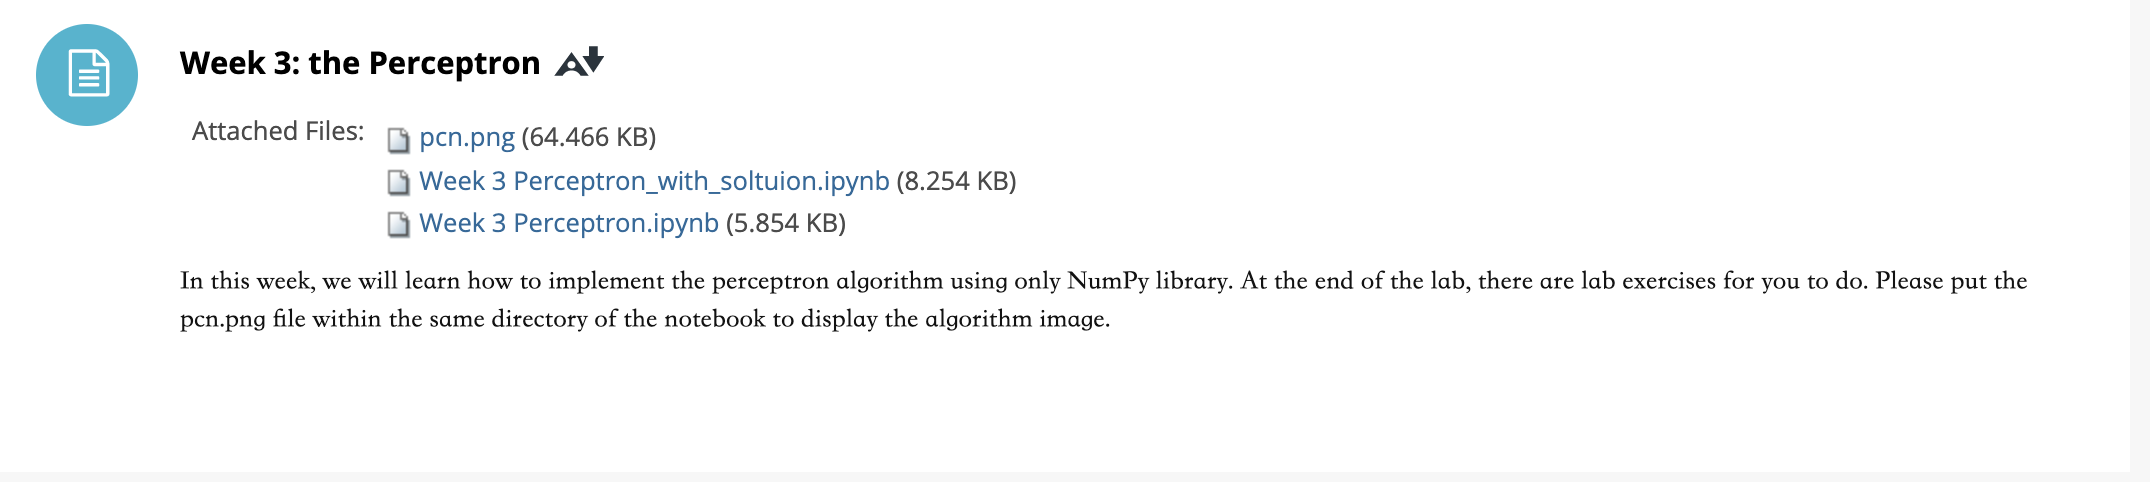 Week 3: the Perceptron
Attached Files:
pcn.png (64.466 KB)
Week 3 Perceptron_with_soltuion.ipynb (8.254 KB)
Week 3 Perceptron.ipynb (5.854 KB)
In this week, we will learn how to implement the perceptron algorithm using only NumPy library. At the end of the lab, there are lab exercises for you to do. Please put the
pcn.png file within the same directory of the notebook to display the algorithm image.